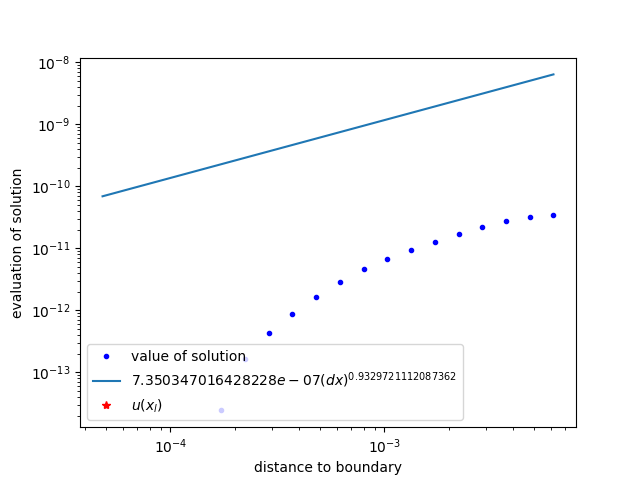 evaluation of solution
10⁻⁸
10⁻⁹
10⁻¹⁰
10⁻¹¹
10⁻¹²
10⁻¹³
value of solution
7.350347016428228e − 07(dx)^0.9329721112087362
u(x_l)
10⁻⁴
10⁻³
distance to boundary